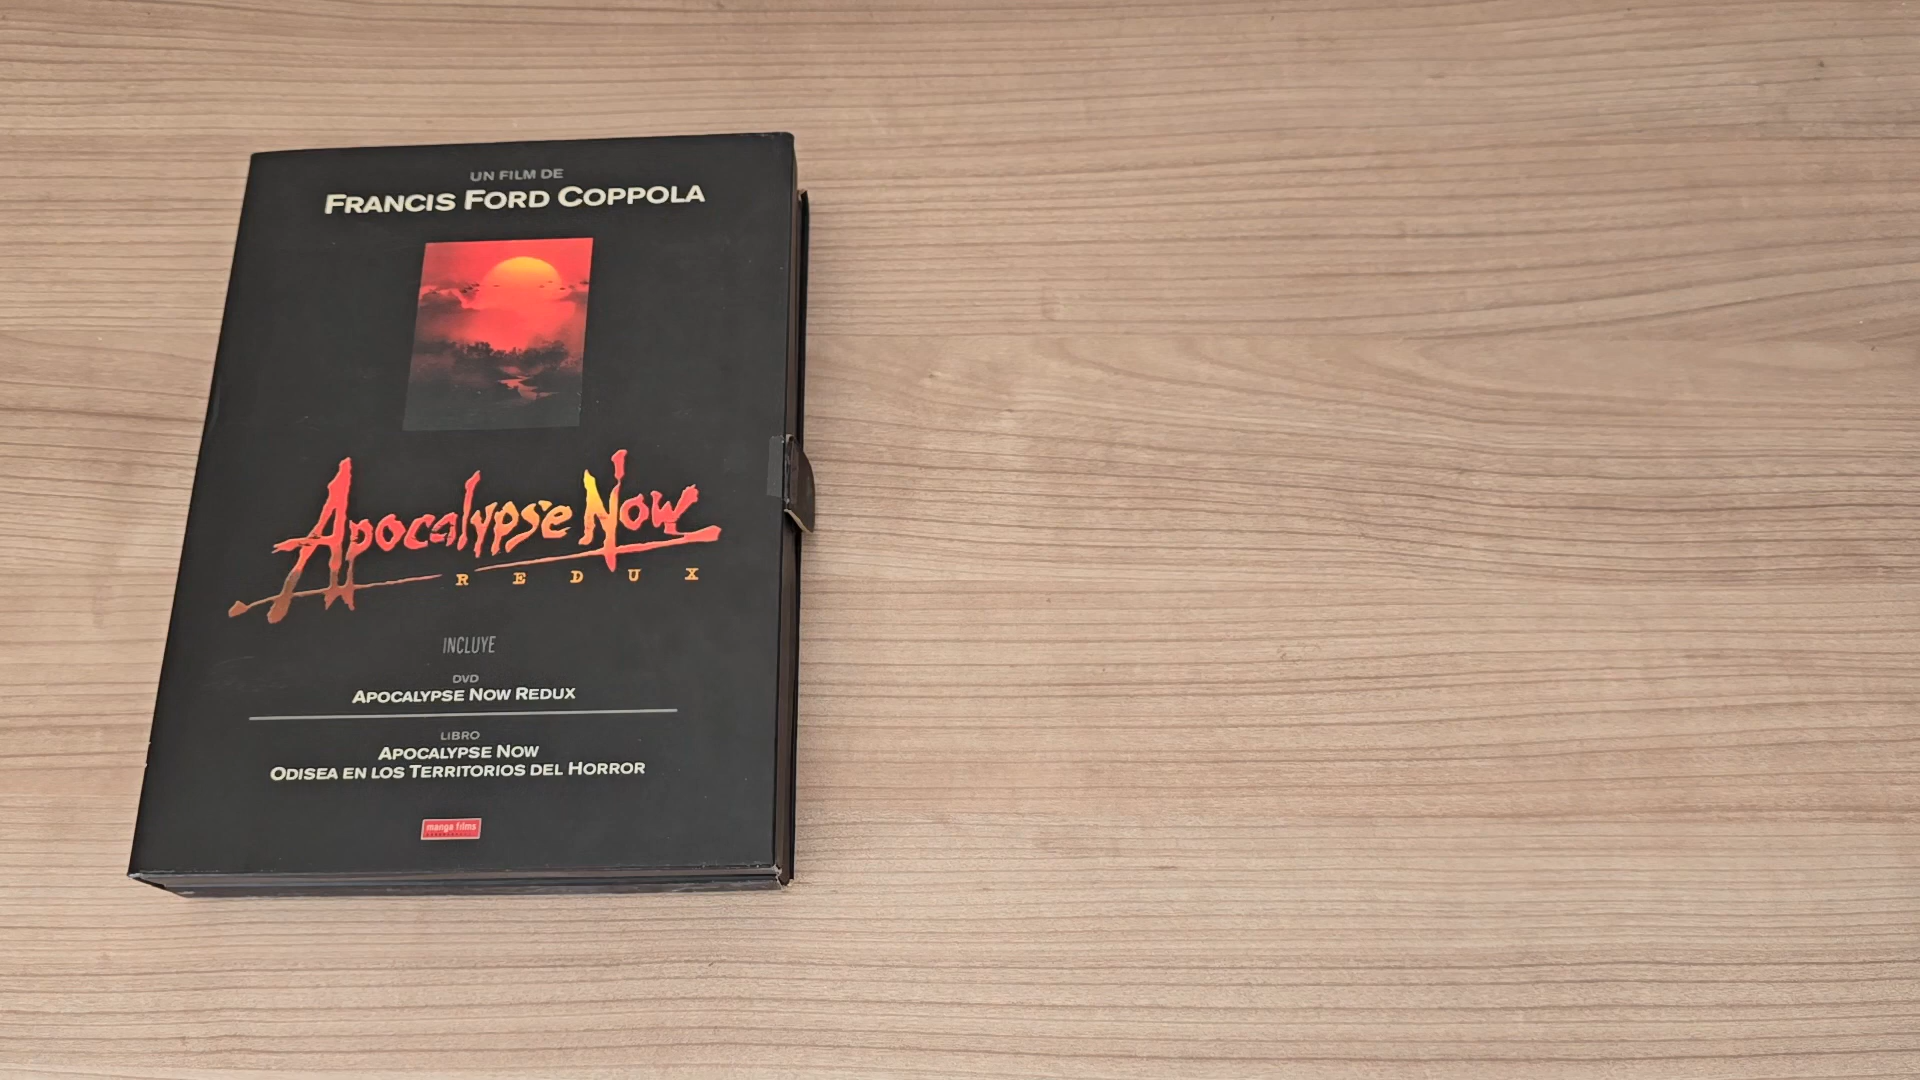 UN FILM DE
FRANCIS FORD COPPOLA
Apocalypse Now
REDUX
INCLUYE
DVD
APOCALYPSE NOW REDUX
LIBRO
APOCALYPSE NOW
ODISEA EN LOS TERRITORIOS DEL HORROR
manga films